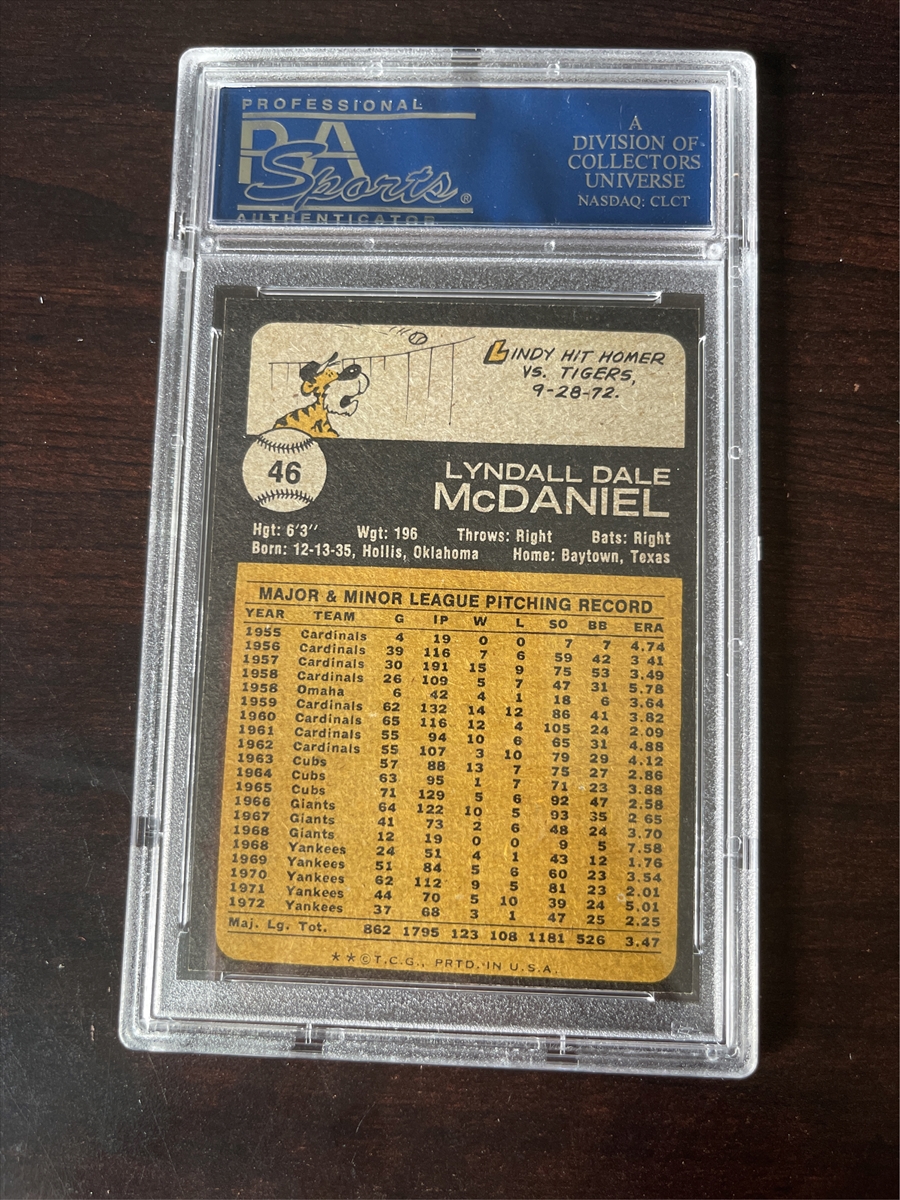 PROFESSIONAL
PSA
Sports®
AUTHENTICATOR
A
DIVISION OF
COLLECTORS
UNIVERSE
NASDAQ: CLCT
LINDY HIT HOMER
VS. TIGERS,
9-28-72.
46
LYNDALL DALE
McDANIEL
Hgt: 6'3" Wgt: 196 Throws: Right Bats: Right
Born: 12-13-35, Hollis, Oklahoma Home: Baytown, Texas
MAJOR & MINOR LEAGUE PITCHING RECORD
YEAR TEAM G IP W L SO BB ERA
1955 Cardinals 4 19 0 0 7 7 4.74
1956 Cardinals 39 116 7 6 59 42 3.41
1957 Cardinals 30 191 15 9 75 53 3.49
1958 Cardinals 26 109 5 7 47 31 5.78
1958 Omaha 6 42 4 1 18 6 3.64
1959 Cardinals 62 132 14 12 86 41 3.82
1960 Cardinals 65 116 12 4 105 24 2.09
1961 Cardinals 55 94 10 6 65 31 4.88
1962 Cardinals 55 107 3 10 79 29 4.12
1963 Cubs 57 88 13 7 75 27 2.86
1964 Cubs 63 95 1 7 71 23 3.88
1965 Cubs 71 129 5 6 92 47 2.58
1966 Giants 64 122 10 5 93 35 2.65
1967 Giants 41 73 2 6 48 24 3.70
1968 Giants 12 19 0 0 9 5 7.58
1968 Yankees 24 51 4 1 43 12 1.76
1969 Yankees 51 84 5 6 60 23 3.54
1970 Yankees 62 112 9 5 81 23 2.01
1971 Yankees 44 70 5 10 39 24 5.01
1972 Yankees 37 68 3 1 47 25 2.25
Maj. Lg. Tot. 862 1795 123 108 1181 526 3.47
**©T.C.G., PRTD. IN U.S.A.